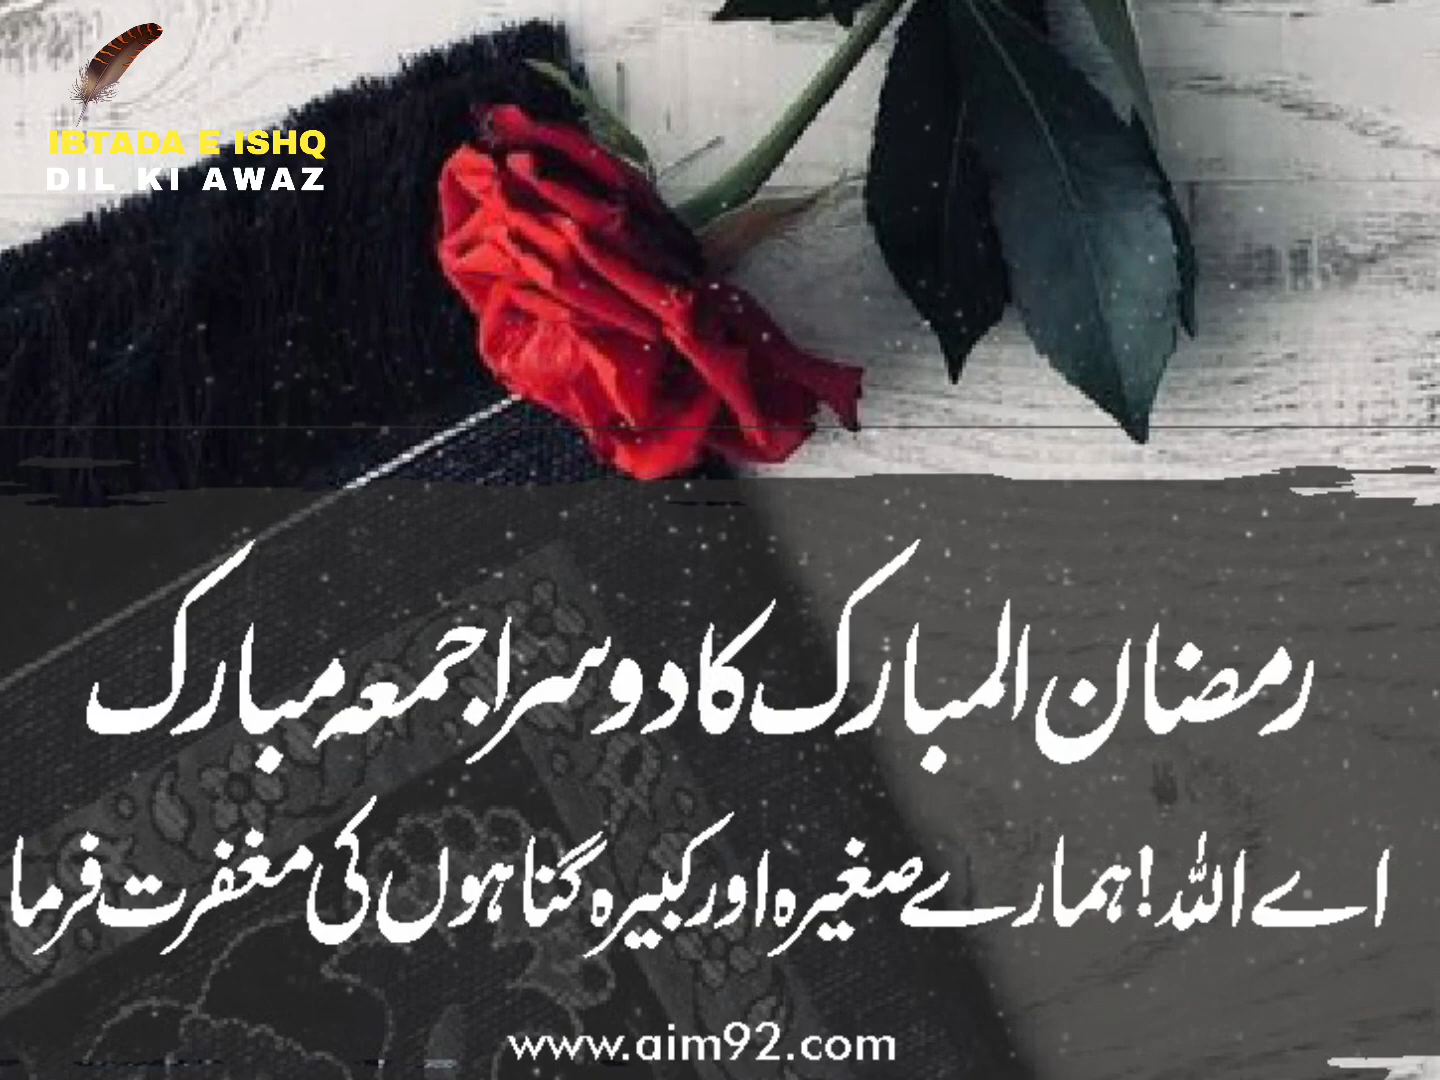 IBTADA E ISHQ
DIL KI AWAZ
رمضان المبارک کا دوسرا جمعہ مبارک
اے اللہ! ہمارے صغیرہ اور کبیرہ گناہوں کی مغفرت فرما
www.aim92.com